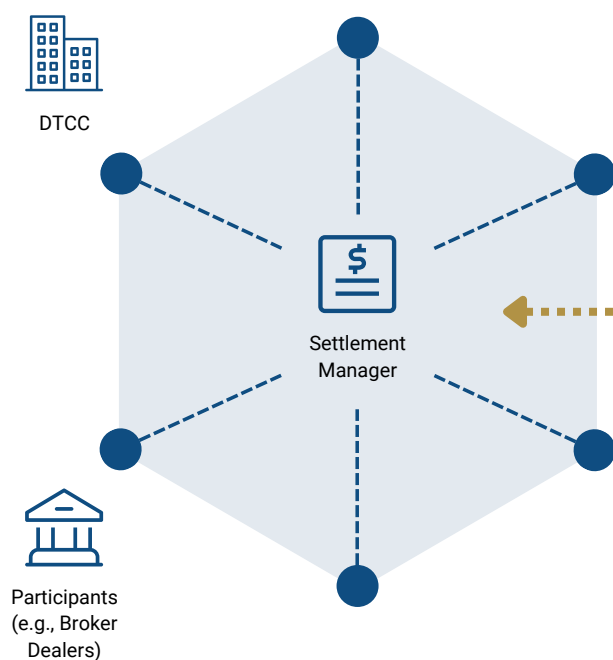 DTCC
$
Settlement
Manager
Participants
(e.g., Broker
Dealers)